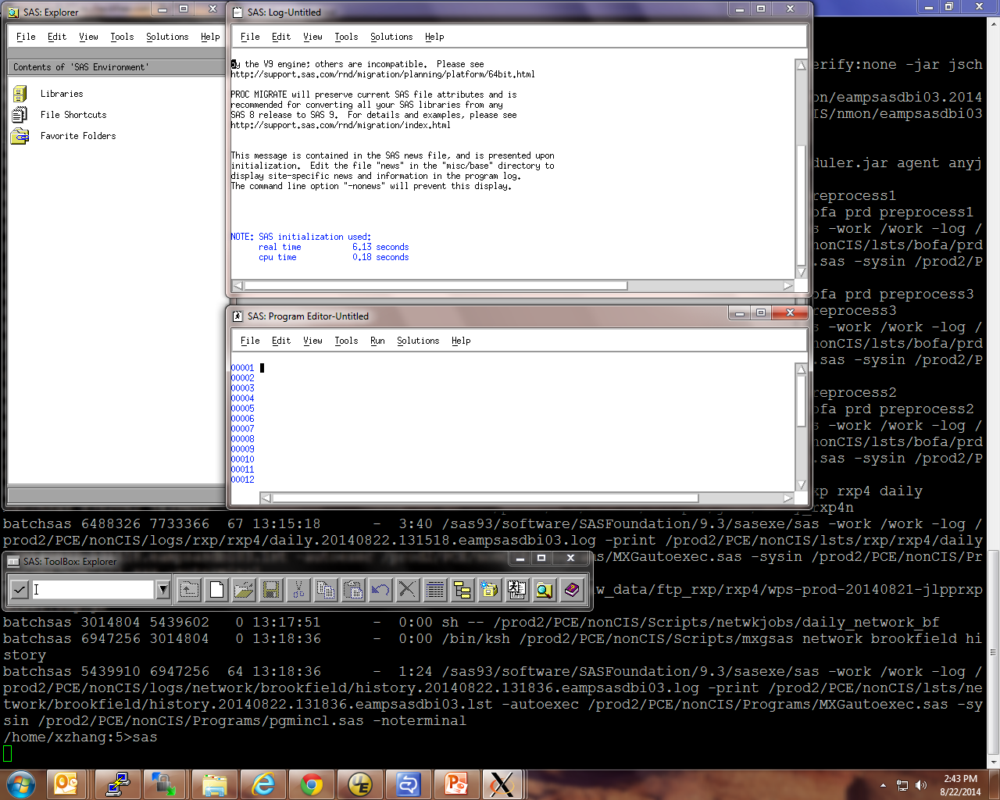 SAS: Explorer
File Edit View Tools Solutions Help
Contents of 'SAS Environment'
Libraries
File Shortcuts
Favorite Folders
SAS: Log-Untitled
File Edit View Tools Solutions Help
by the V9 engine; others are incompatible.  Please see
http://support.sas.com/rnd/migration/planning/platform/64bit.html
PROC MIGRATE will preserve current SAS file attributes and is
recommended for converting all your SAS libraries from any
SAS 8 release to SAS 9.  For details and examples, please see
http://support.sas.com/rnd/migration/index.html
This message is contained in the SAS news file, and is presented upon
initialization.  Edit the file "news" in the "misc/base" directory to
display site-specific news and information in the program log.
The command line option "-nonews" will prevent this display.
NOTE: SAS initialization used:
real time 6.13 seconds
cpu time 0.18 seconds
SAS: Program Editor-Untitled
File Edit View Tools Run Solutions Help
00001
00002
00003
00004
00005
00006
00007
00008
00009
00010
00011
00012
erify:none -jar jsch
on/eampsasdbi03.2014
IS/nmon/eampsasdbi03
duler.jar agent anyj
reprocess1
ofa prd preprocess1
s -work /work -log /
nonCIS/lsts/bofa/prd
.sas -sysin /prod2/P
ofa prd preprocess3
reprocess3
s -work /work -log /
nonCIS/lsts/bofa/prd
.sas -sysin /prod2/P
reprocess2
ofa prd preprocess2
s -work /work -log /
nonCIS/lsts/bofa/prd
.sas -sysin /prod2/P
xp rxp4 daily
_rxp4n
batchsas 6488326 7733366 67 13:15:18 - 3:40 /sas93/software/SASFoundation/9.3/sasexe/sas -work /work -log /
prod2/PCE/nonCIS/logs/rxp/rxp4/daily.20140822.131518.eampsasdbi03.log -print /prod2/PCE/nonCIS/lsts/rxp/rxp4/daily
s/MXGautoexec.sas -sysin /prod2/PCE/nonCIS/Pr
SAS: ToolBox: Explorer
w_data/ftp_rxp/rxp4/wps-prod-20140821-jlpprxp
batchsas 3014804 5439602 0 13:17:51 - 0:00 sh -- /prod2/PCE/nonCIS/Scripts/netwkjobs/daily_network_bf
batchsas 6947256 3014804 0 13:18:36 - 0:00 /bin/ksh /prod2/PCE/nonCIS/Scripts/mxgsas network brookfield hi
story
batchsas 5439910 6947256 64 13:18:36 - 1:24 /sas93/software/SASFoundation/9.3/sasexe/sas -work /work -log /
prod2/PCE/nonCIS/logs/network/brookfield/history.20140822.131836.eampsasdbi03.log -print /prod2/PCE/nonCIS/lsts/ne
twork/brookfield/history.20140822.131836.eampsasdbi03.lst -autoexec /prod2/PCE/nonCIS/Programs/MXGautoexec.sas -sy
sin /prod2/PCE/nonCIS/Programs/pgmincl.sas -noterminal
/home/xzhang:5>sas
2:43 PM
8/22/2014